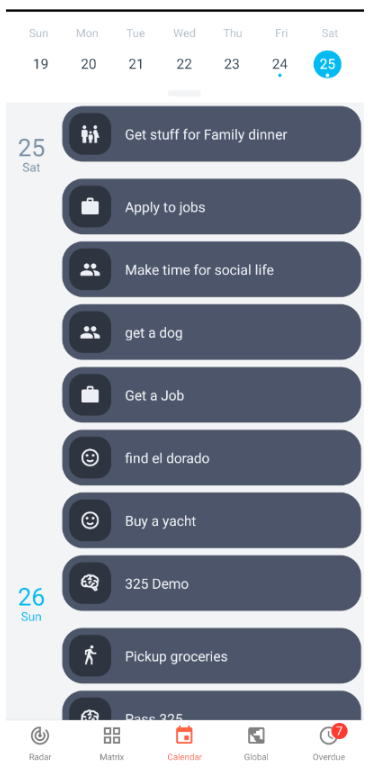 Sun Mon Tue Wed Thu Fri Sat
19 20 21 22 23 24 25
25
Sat
Get stuff for Family dinner
Apply to jobs
Make time for social life
get a dog
Get a Job
find el dorado
Buy a yacht
325 Demo
26
Sun
Pickup groceries
Pass 325
7
Radar Matrix Calendar Global Overdue